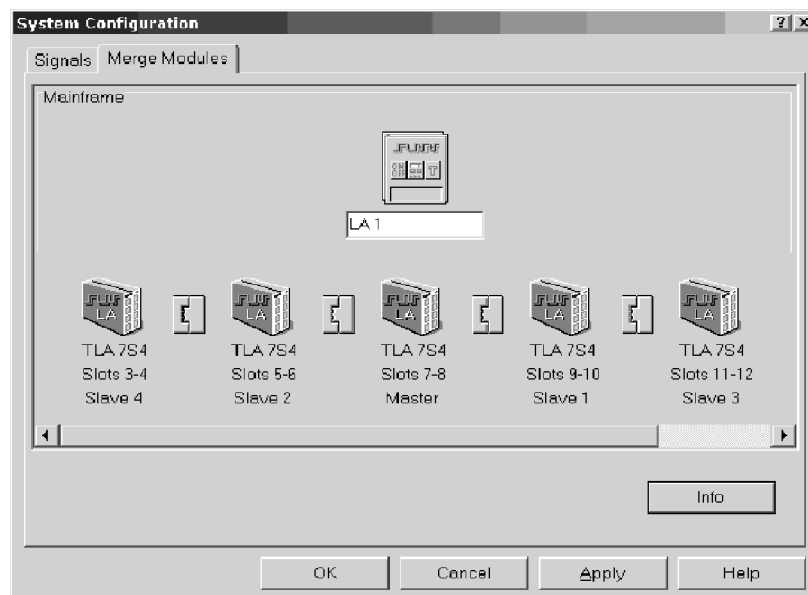 System Configuration
Signals Merge Modules
Mainframe
LA 1
LA LA LA LA LA
TLA 7S4 TLA 7S4 TLA 7S4 TLA 7S4 TLA 7S4
Slots 3-4 Slots 5-6 Slots 7-8 Slots 9-10 Slots 11-12
Slave 4 Slave 2 Master Slave 1 Slave 3
Info
OK Cancel Apply Help